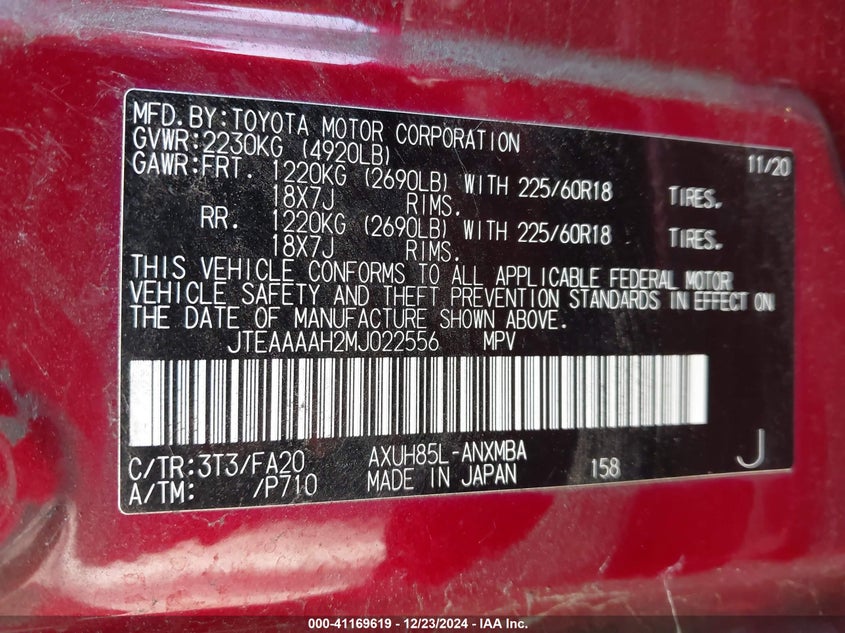 MFD.BY:TOYOTA MOTOR CORPORATION 11/20
GVWR:2230KG (4920LB)
GAWR:FRT. 1220KG (2690LB) WITH 225/60R18 TIRES.
18X7J RIMS.
RR. 1220KG (2690LB) WITH 225/60R18 TIRES.
18X7J RIMS.
THIS VEHICLE CONFORMS TO ALL APPLICABLE FEDERAL MOTOR
VEHICLE SAFETY AND THEFT PREVENTION STANDARDS IN EFFECT ON
THE DATE OF MANUFACTURE SHOWN ABOVE.
JTEAAAAH2MJ022556 MPV
C/TR:3T3/FA20 AXUH85L-ANXMBA J
A/TM: /P710 MADE IN JAPAN 158
000-41169619 - 12/23/2024 - IAA Inc.